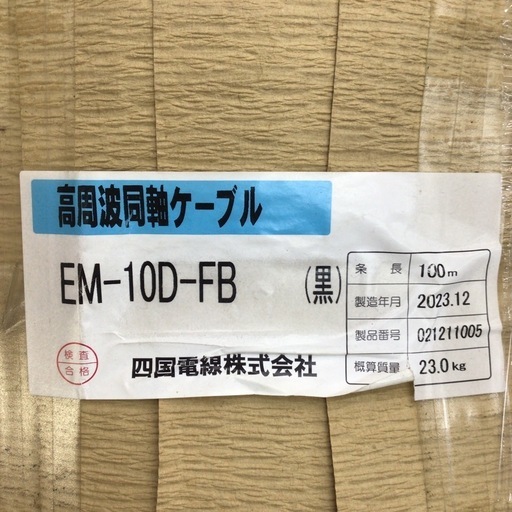 高周波同軸ケーブル
EM-10D-FB (黒)
条長 100m
製造年月 2023.12
製品番号 021211005
概算質量 23.0kg
検査
合格
四国電線株式会社